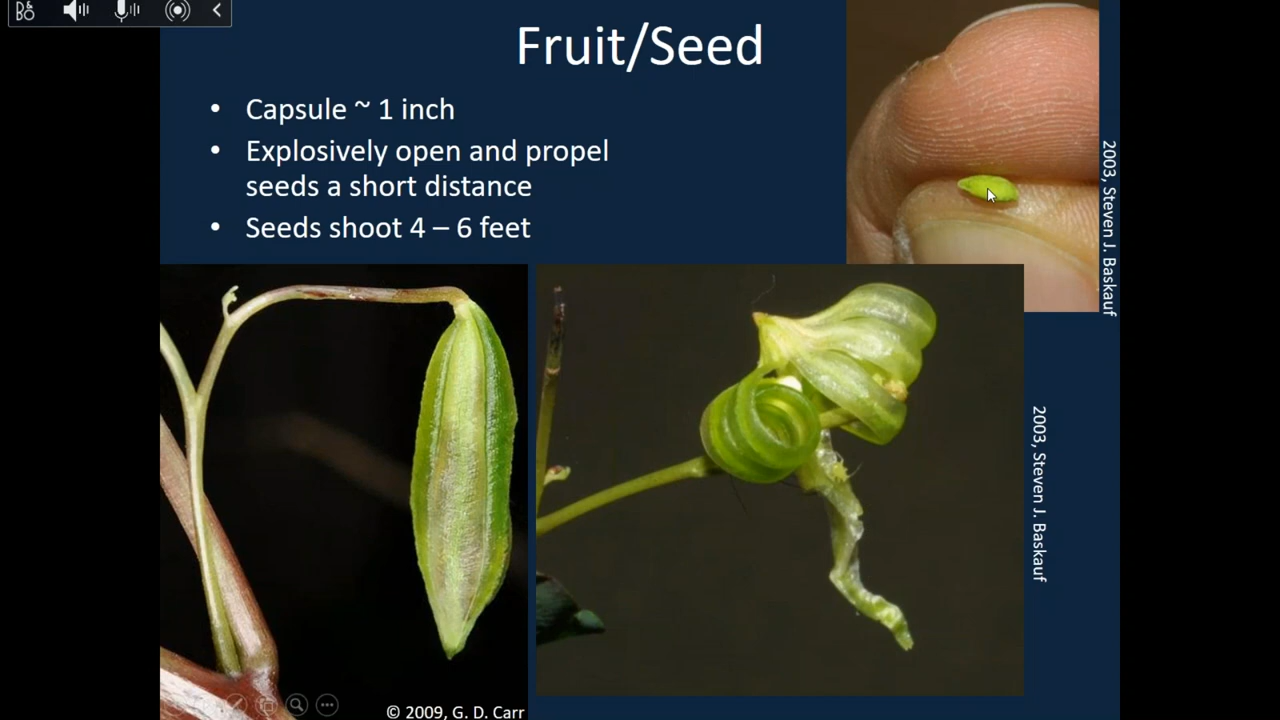 Fruit/Seed
• Capsule ~ 1 inch
• Explosively open and propel
seeds a short distance
• Seeds shoot 4 – 6 feet
2003, Steven J. Baskauf
2003, Steven J. Baskauf
© 2009, G. D. Carr